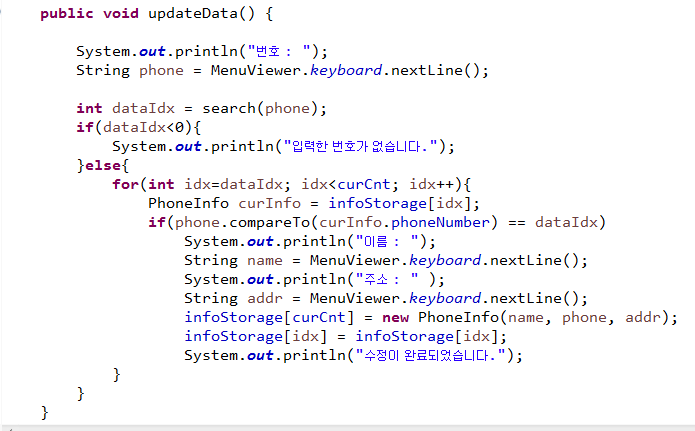 public void updateData() {
System.out.println("번호 : ");
String phone = MenuViewer.keyboard.nextLine();
int dataIdx = search(phone);
if(dataIdx<0){
System.out.println("입력한 번호가 없습니다.");
}else{
for(int idx=dataIdx; idx<curCnt; idx++){
PhoneInfo curInfo = infoStorage[idx];
if(phone.compareTo(curInfo.phoneNumber) == dataIdx)
System.out.println("이름 : ");
String name = MenuViewer.keyboard.nextLine();
System.out.println("주소 : " );
String addr = MenuViewer.keyboard.nextLine();
infoStorage[curCnt] = new PhoneInfo(name, phone, addr);
infoStorage[idx] = infoStorage[idx];
System.out.println("수정이 완료되었습니다.");
}
}
}